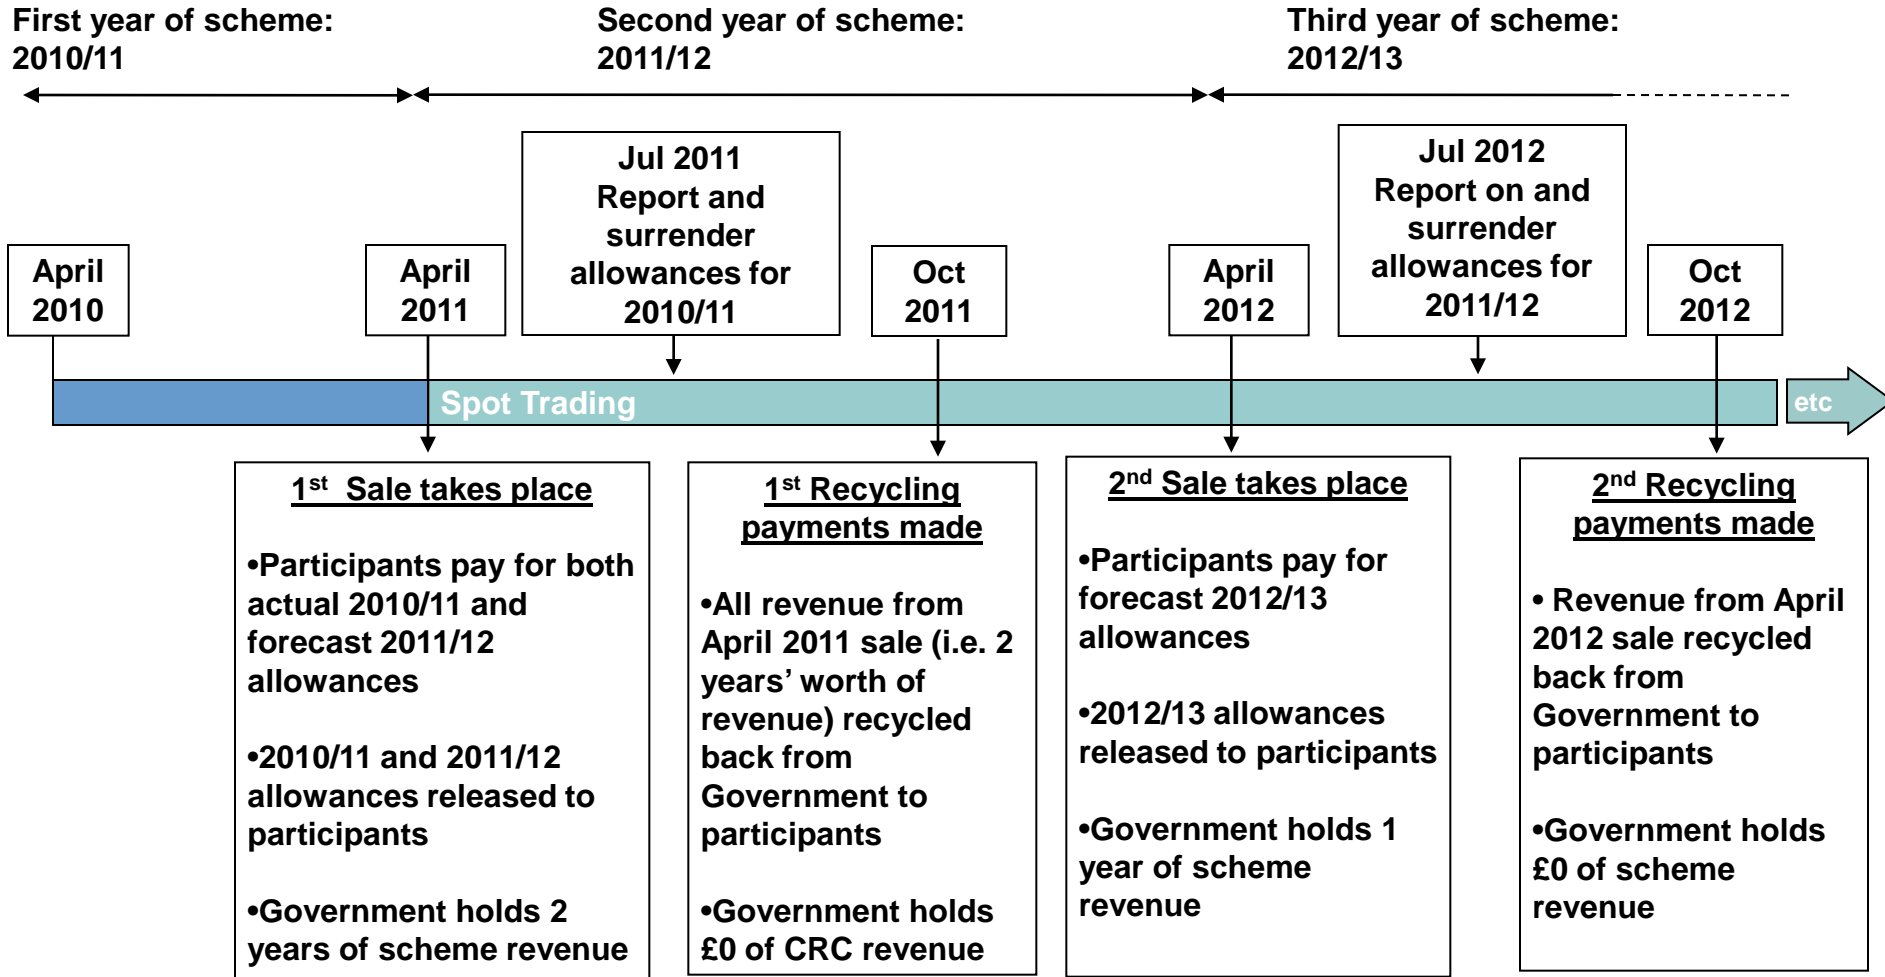 First year of scheme:
2010/11
Second year of scheme:
2011/12
Third year of scheme:
2012/13
April
2010
April
2011
Jul 2011
Report and
surrender
allowances for
2010/11
Oct
2011
April
2012
Jul 2012
Report on and
surrender
allowances for
2011/12
Oct
2012
Spot Trading
etc
1st Sale takes place
•Participants pay for both
actual 2010/11 and
forecast 2011/12
allowances
•2010/11 and 2011/12
allowances released to
participants
•Government holds 2
years of scheme revenue
1st Recycling
payments made
•All revenue from
April 2011 sale (i.e. 2
years’ worth of
revenue) recycled
back from
Government to
participants
•Government holds
£0 of CRC revenue
2nd Sale takes place
•Participants pay for
forecast 2012/13
allowances
•2012/13 allowances
released to participants
•Government holds 1
year of scheme
revenue
2nd Recycling
payments made
• Revenue from April
2012 sale recycled
back from
Government to
participants
•Government holds
£0 of scheme
revenue